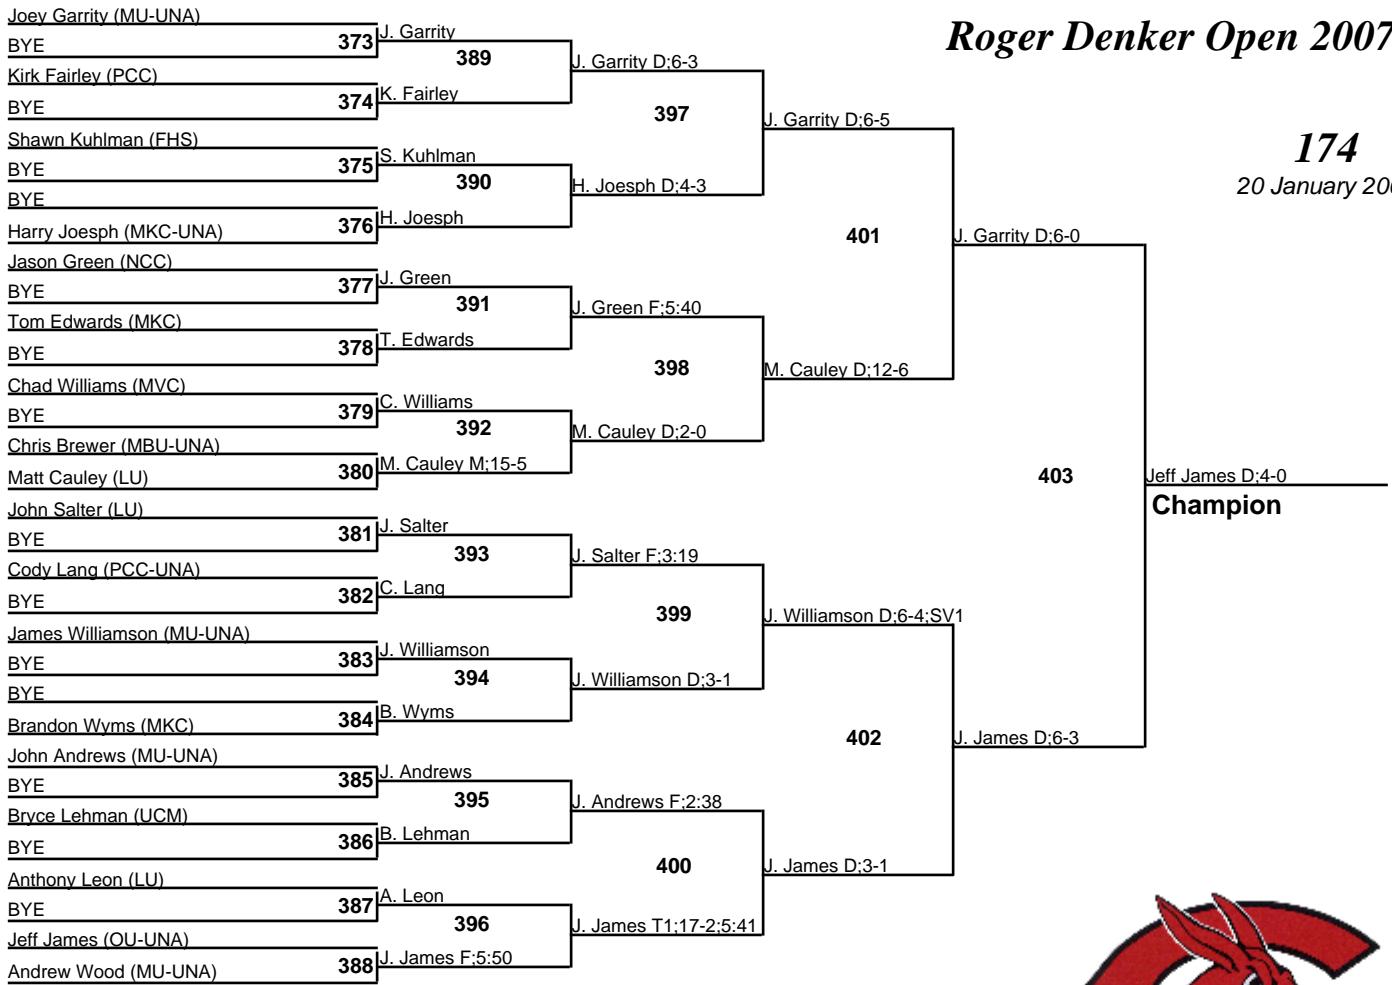 Roger Denker Open 2007
174
20 January 200
Joey Garrity (MU-UNA)
BYE
373
J. Garrity
389
Kirk Fairley (PCC)
BYE
374
K. Fairley
J. Garrity D;6-3
397
Shawn Kuhlman (FHS)
BYE
375
S. Kuhlman
390
BYE
Harry Joesph (MKC-UNA)
376
H. Joesph
H. Joesph D;4-3
J. Garrity D;6-5
401
Jason Green (NCC)
BYE
377
J. Green
391
Tom Edwards (MKC)
BYE
378
T. Edwards
J. Green F;5:40
398
Chad Williams (MVC)
BYE
379
C. Williams
392
Chris Brewer (MBU-UNA)
Matt Cauley (LU)
380
M. Cauley M;15-5
M. Cauley D;2-0
M. Cauley D;12-6
J. Garrity D;6-0
403
John Salter (LU)
BYE
381
J. Salter
393
Cody Lang (PCC-UNA)
BYE
382
C. Lang
J. Salter F;3:19
399
James Williamson (MU-UNA)
BYE
383
J. Williamson
394
BYE
Brandon Wyms (MKC)
384
B. Wyms
J. Williamson D;3-1
J. Williamson D;6-4;SV1
402
John Andrews (MU-UNA)
BYE
385
J. Andrews
395
Bryce Lehman (UCM)
BYE
386
B. Lehman
J. Andrews F;2:38
400
Anthony Leon (LU)
BYE
387
A. Leon
396
Jeff James (OU-UNA)
Andrew Wood (MU-UNA)
388
J. James F;5:50
J. James T1;17-2;5:41
J. James D;3-1
J. James D;6-3
Jeff James D;4-0
Champion